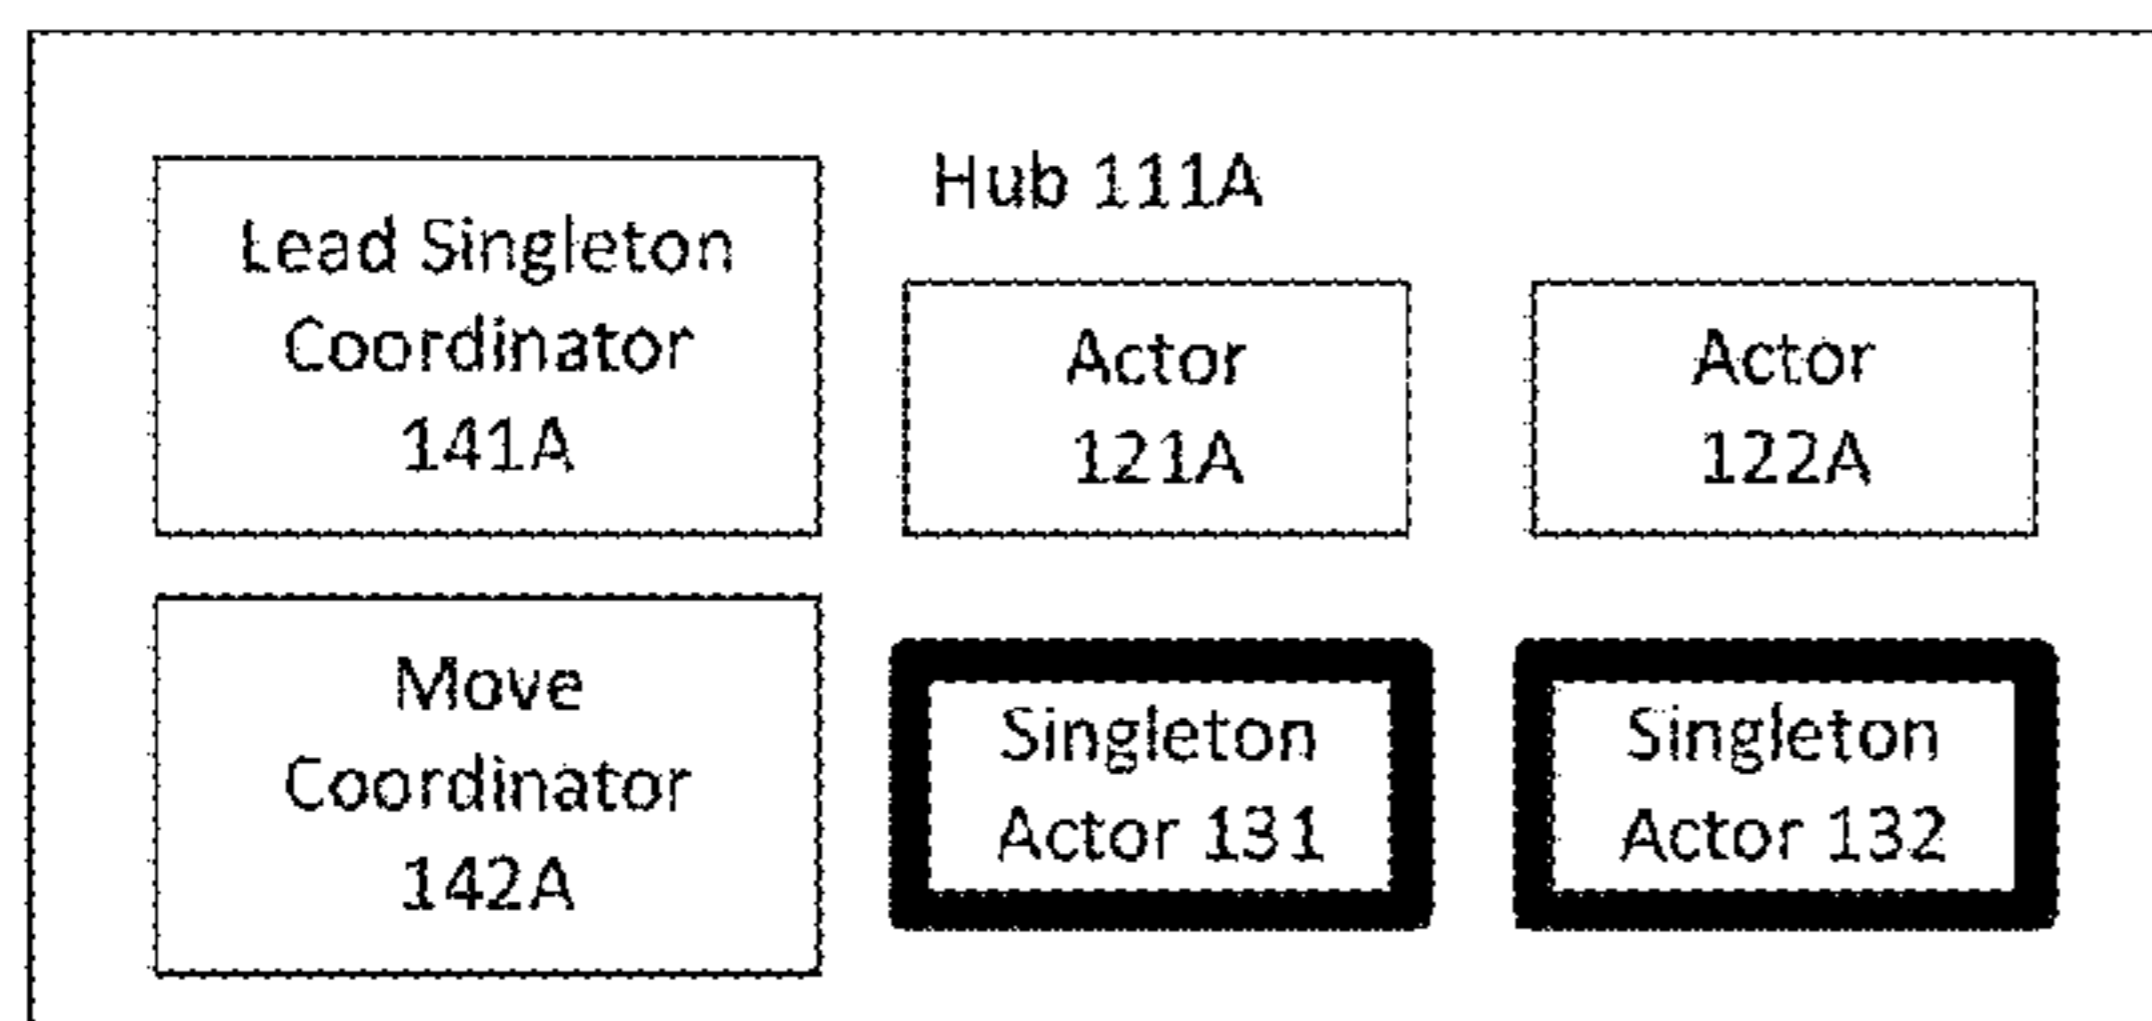 Lead Singleton
Coordinator
141A
Hub 111A
Actor
121A
Actor
122A
Move
Coordinator
142A
Singleton
Actor 131
Singleton
Actor 132